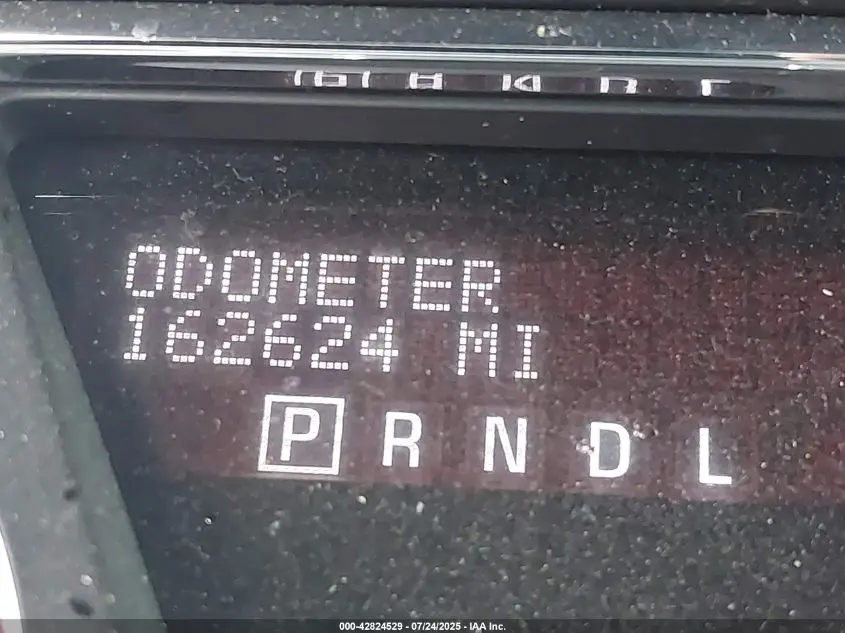 ODOMETER
162624 MI
P R N D L
000-42824529 - 07/24/2025 - IAA Inc.